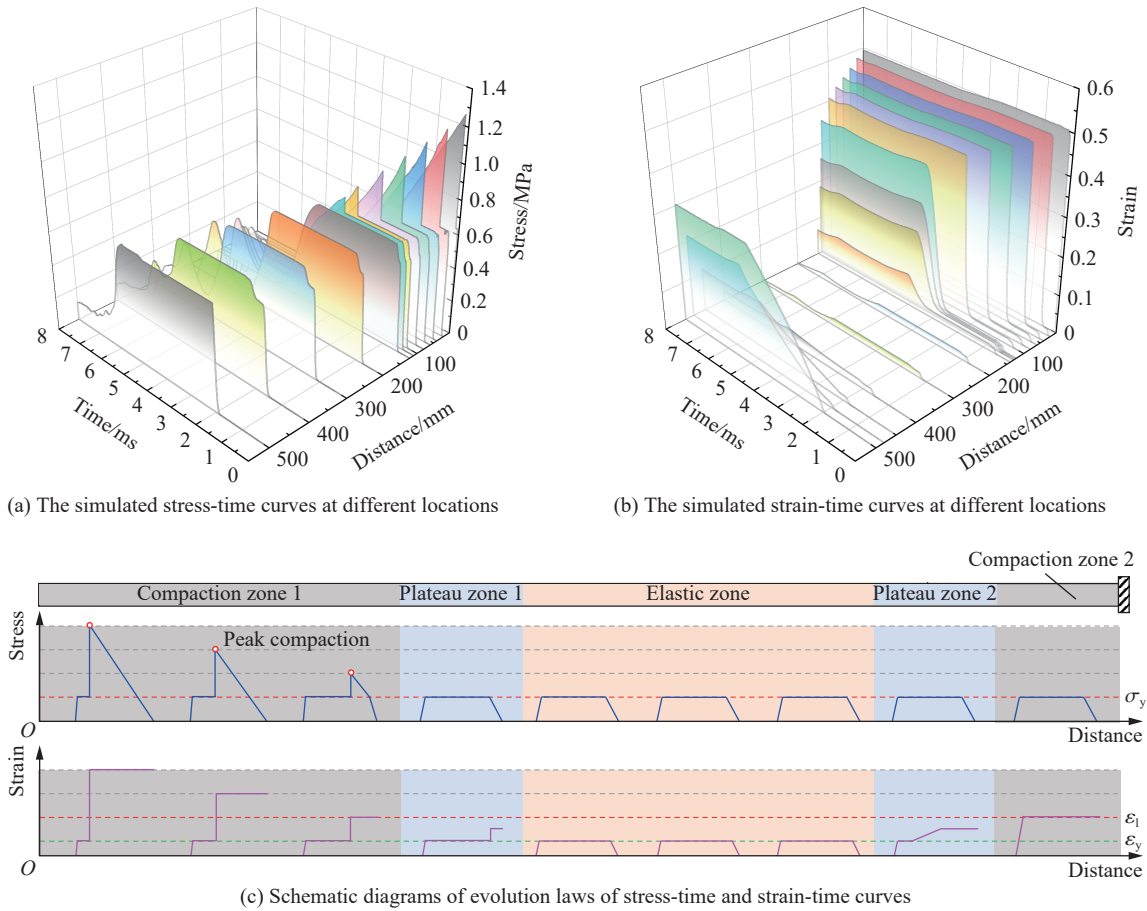 1.4
1.2
1.0
0.8
0.6
0.4
0.2
0
Stress/MPa
8
7
6
5
4
3
2
1
0
Time/ms
500
400
300
200
100
Distance/mm
(a) The simulated stress-time curves at different locations
0.6
0.5
0.4
0.3
0.2
0.1
0
Strain
8
7
6
5
4
3
2
1
0
Time/ms
500
400
300
200
100
Distance/mm
(b) The simulated strain-time curves at different locations
Compaction zone 2
Compaction zone 1 Plateau zone 1 Elastic zone Plateau zone 2
Stress
Peak compaction
σy
O
Distance
Strain
εl
εy
O
Distance
(c) Schematic diagrams of evolution laws of stress-time and strain-time curves